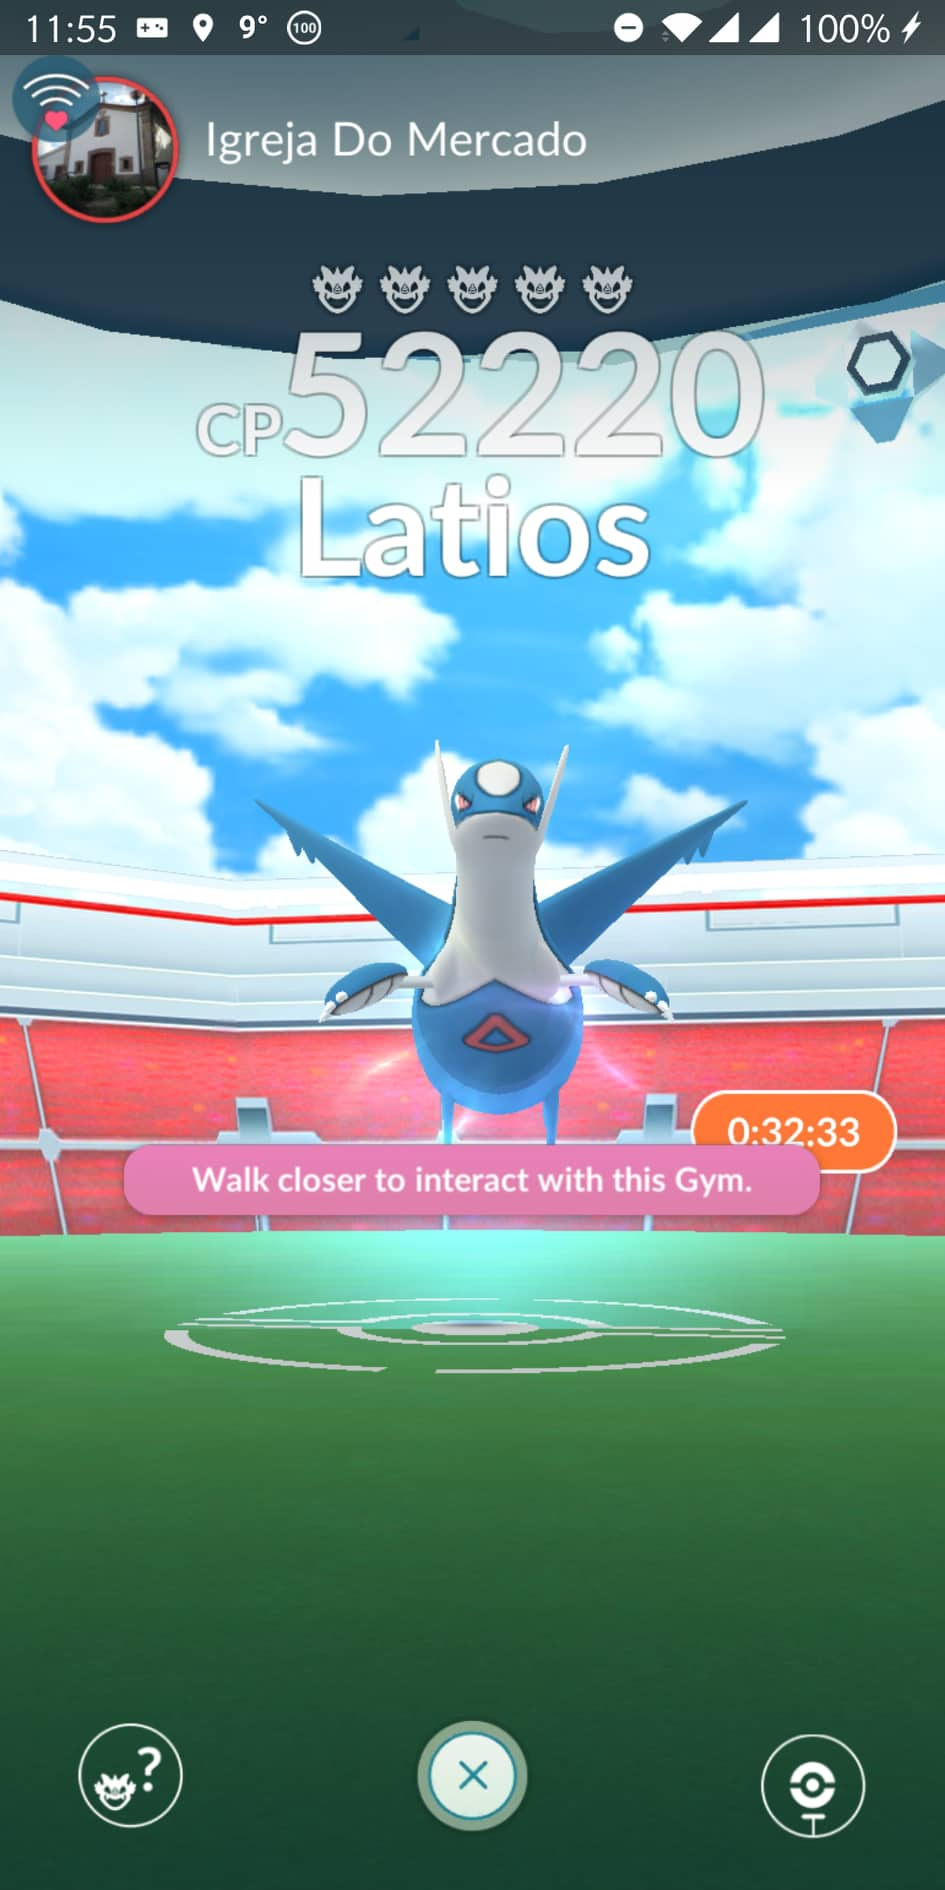 11:55 9° 100 100%
Igreja Do Mercado
CP52220
Latios
0:32:33
Walk closer to interact with this Gym.
?